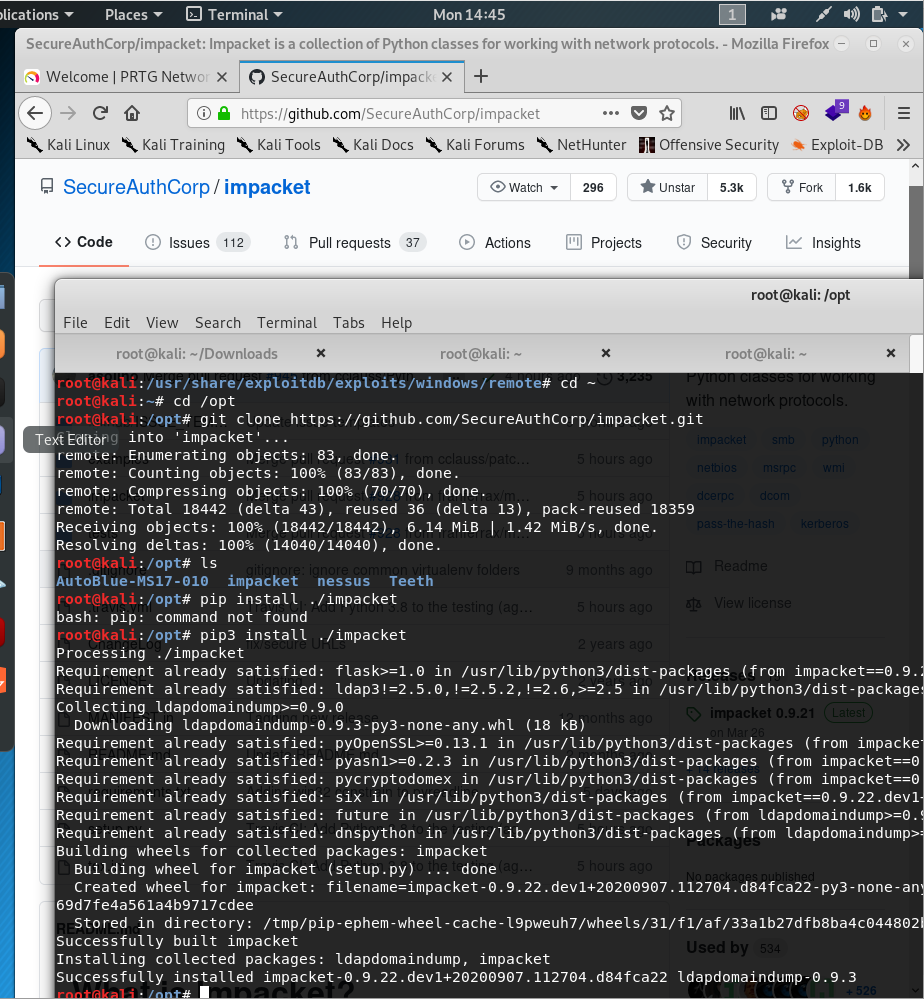 plications Places Terminal Mon 14:45 1
SecureAuthCorp/impacket: Impacket is a collection of Python classes for working with network protocols. - Mozilla Firefox
Welcome | PRTG Networ SecureAuthCorp/impacke
https://github.com/SecureAuthCorp/impacket 9
Kali Linux Kali Training Kali Tools Kali Docs Kali Forums NetHunter Offensive Security Exploit-DB
SecureAuthCorp / impacket Watch 296 Unstar 5.3k Fork 1.6k
Code Issues 112 Pull requests 37 Actions Projects Security Insights
root@kali: /opt
File Edit View Search Terminal Tabs Help
root@kali: ~/Downloads root@kali: ~ root@kali: ~
root@kali:/usr/share/exploitdb/exploits/windows/remote# cd ~
root@kali:~# cd /opt
root@kali:/opt# git clone https://github.com/SecureAuthCorp/impacket.git
Cloning into 'impacket'...
remote: Enumerating objects: 83, done.
remote: Counting objects: 100% (83/83), done.
remote: Compressing objects: 100% (70/70), done.
remote: Total 18442 (delta 43), reused 36 (delta 13), pack-reused 18359
Receiving objects: 100% (18442/18442), 6.14 MiB | 1.42 MiB/s, done.
Resolving deltas: 100% (14040/14040), done.
root@kali:/opt# ls
AutoBlue-MS17-010 impacket nessus Teeth
root@kali:/opt# pip install ./impacket
bash: pip: command not found
root@kali:/opt# pip3 install ./impacket
Processing ./impacket
Requirement already satisfied: flask>=1.0 in /usr/lib/python3/dist-packages (from impacket==0.9.2
Requirement already satisfied: ldap3!=2.5.0,!=2.5.2,!=2.6,>=2.5 in /usr/lib/python3/dist-packages
Collecting ldapdomaindump>=0.9.0
Downloading ldapdomaindump-0.9.3-py3-none-any.whl (18 kB)
Requirement already satisfied: pyOpenSSL>=0.13.1 in /usr/lib/python3/dist-packages (from impacke
Requirement already satisfied: pyasn1>=0.2.3 in /usr/lib/python3/dist-packages (from impacket==0
Requirement already satisfied: pycryptodomex in /usr/lib/python3/dist-packages (from impacket==0
Requirement already satisfied: six in /usr/lib/python3/dist-packages (from impacket==0.9.22.dev1-
Requirement already satisfied: future in /usr/lib/python3/dist-packages (from ldapdomaindump>=0.9
Requirement already satisfied: dnspython in /usr/lib/python3/dist-packages (from ldapdomaindump>=
Building wheels for collected packages: impacket
Building wheel for impacket (setup.py) ... done
Created wheel for impacket: filename=impacket-0.9.22.dev1+20200907.112704.d84fca22-py3-none-any
69d7fe4a561a4b9717cdee
Stored in directory: /tmp/pip-ephem-wheel-cache-l9pweuh7/wheels/31/f1/af/33a1b27dfb8ba4c044802b
Successfully built impacket
Installing collected packages: ldapdomaindump, impacket
Successfully installed impacket-0.9.22.dev1+20200907.112704.d84fca22 ldapdomaindump-0.9.3
root@kali:/opt#
Text Editor
3,235
Python classes for working
with network protocols.
impacket smb python
netbios msrpc wmi
dcerpc dcom
pass-the-hash kerberos
Readme
View license
impacket 0.9.21 Latest
on Mar 26
Packages
No packages published
Used by 534
+ 526
5 hours ago
5 hours ago
5 hours ago
gitignore: ignore common virtualenv folders 9 months ago
5 hours ago
fix/secure URLs 2 years ago
5 hours ago
README.md
What is Impacket?